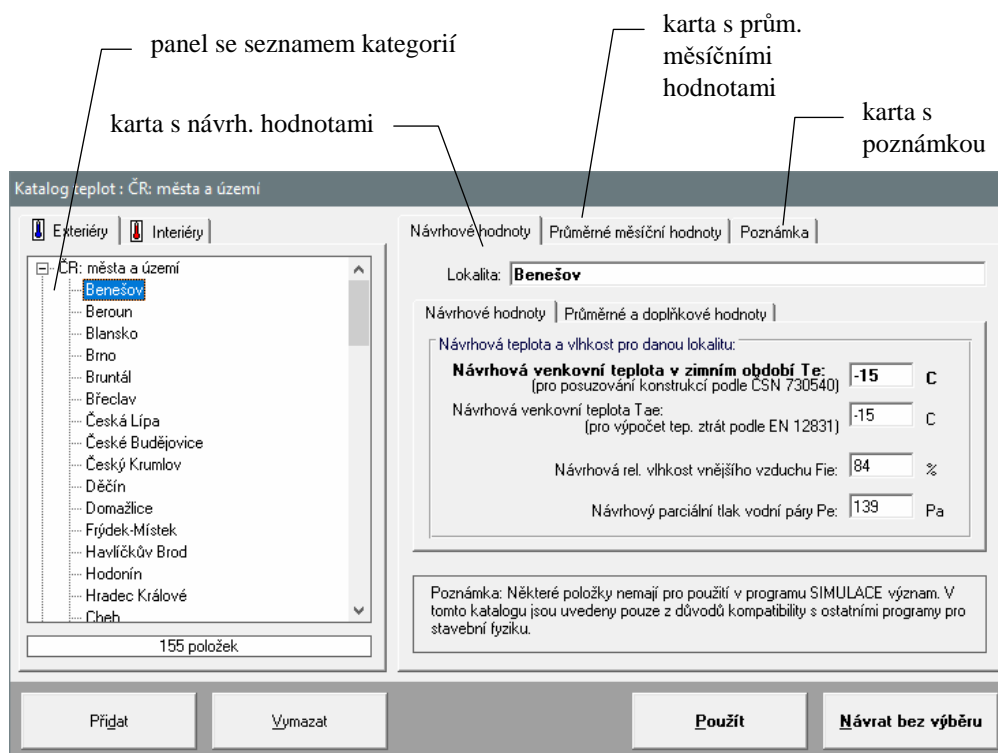 panel se seznamem kategorií
karta s prům.
měsíčními
hodnotami
karta s návrh. hodnotami
karta s
poznámkou
Katalog teplot : ČR: města a území
Exteriéry
Interiéry
ČR: města a území
Benešov
Beroun
Blansko
Brno
Bruntál
Břeclav
Česká Lípa
České Budějovice
Český Krumlov
Děčín
Domažlice
Frýdek-Místek
Havlíčkův Brod
Hodonín
Hradec Králové
Cheb
155 položek
Návrhové hodnoty
Průměrné měsíční hodnoty
Poznámka
Lokalita: Benešov
Návrhové hodnoty
Průměrné a doplňkové hodnoty
Návrhová teplota a vlhkost pro danou lokalitu:
Návrhová venkovní teplota v zimním období Te: -15 C
(pro posuzování konstrukcí podle ČSN 730540)
Návrhová venkovní teplota Tae: -15 C
(pro výpočet tep. ztrát podle EN 12831)
Návrhová rel. vlhkost vnějšího vzduchu Fie: 84 %
Návrhový parciální tlak vodní páry Pe: 139 Pa
Poznámka: Některé položky nemají pro použití v programu SIMULACE význam. V
tomto katalogu jsou uvedeny pouze z důvodů kompatibility s ostatními programy pro
stavební fyziku.
Přidat
Vymazat
Použít
Návrat bez výběru